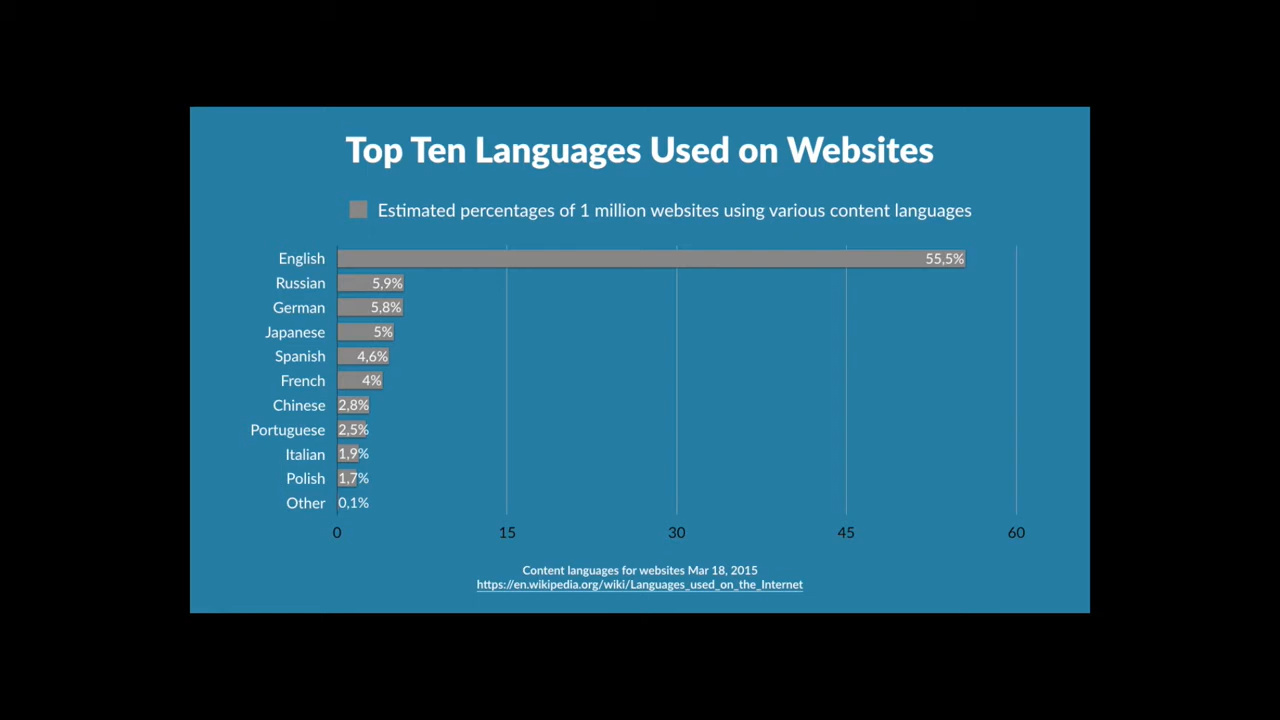 Top Ten Languages Used on Websites
Estimated percentages of 1 million websites using various content languages
English 55,5%
Russian 5,9%
German 5,8%
Japanese 5%
Spanish 4,6%
French 4%
Chinese 2,8%
Portuguese 2,5%
Italian 1,9%
Polish 1,7%
Other 0,1%
0 15 30 45 60
Content languages for websites Mar 18, 2015
https://en.wikipedia.org/wiki/Languages_used_on_the_Internet